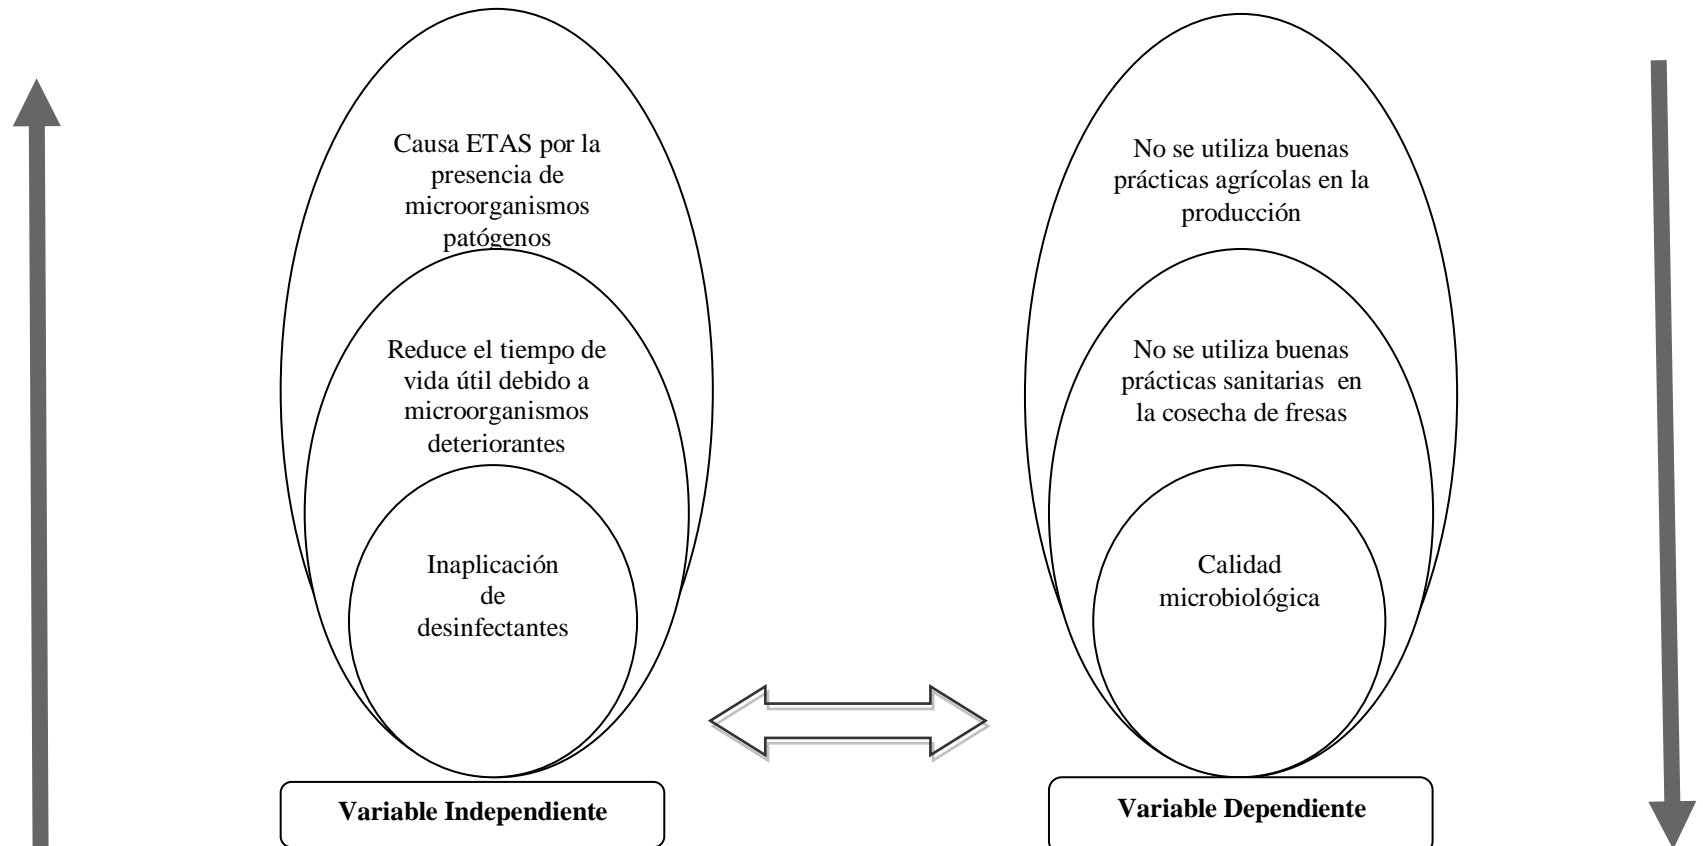 Causa ETAS por la
presencia de
microorganismos
patógenos
Reduce el tiempo de
vida útil debido a
microorganismos
deteriorantes
Inaplicación
de
desinfectantes
Variable Independiente
No se utiliza buenas
prácticas agrícolas en la
producción
No se utiliza buenas
prácticas sanitarias en
la cosecha de fresas
Calidad
microbiológica
Variable Dependiente